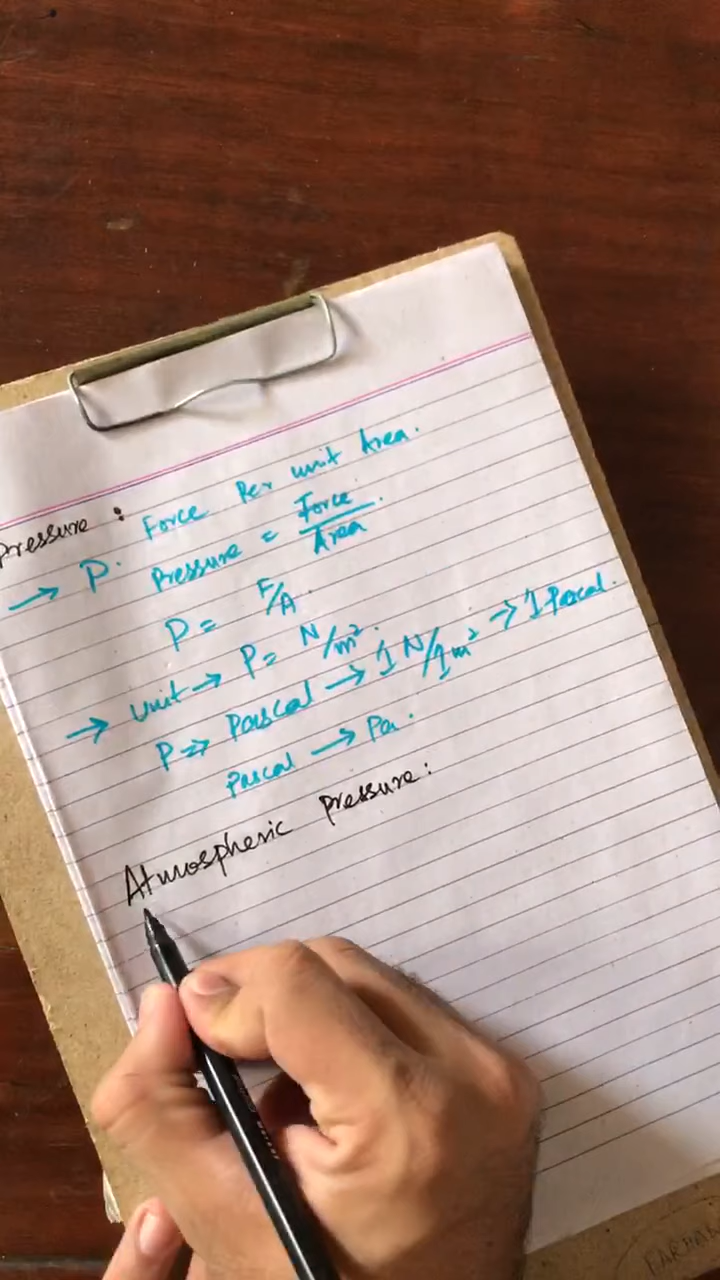 Pressure : Force Per unit Area.
→ P. Pressure = Force/Area.
P = F/A.
→ Unit → P = N/m².
P ⇒ Pascal → 1 N/1m² → 1 Pascal.
Pascal → Pa.
Atmospheric Pressure: